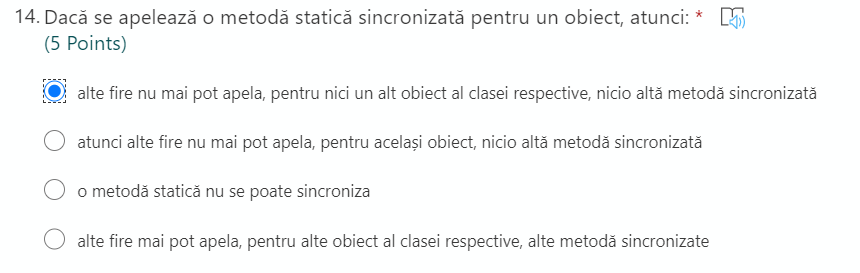 14. Dacă se apelează o metodă statică sincronizată pentru un obiect, atunci: *
(5 Points)
alte fire nu mai pot apela, pentru nici un alt obiect al clasei respective, nicio altă metodă sincronizată
atunci alte fire nu mai pot apela, pentru același obiect, nicio altă metodă sincronizată
o metodă statică nu se poate sincroniza
alte fire mai pot apela, pentru alte obiect al clasei respective, alte metodă sincronizate